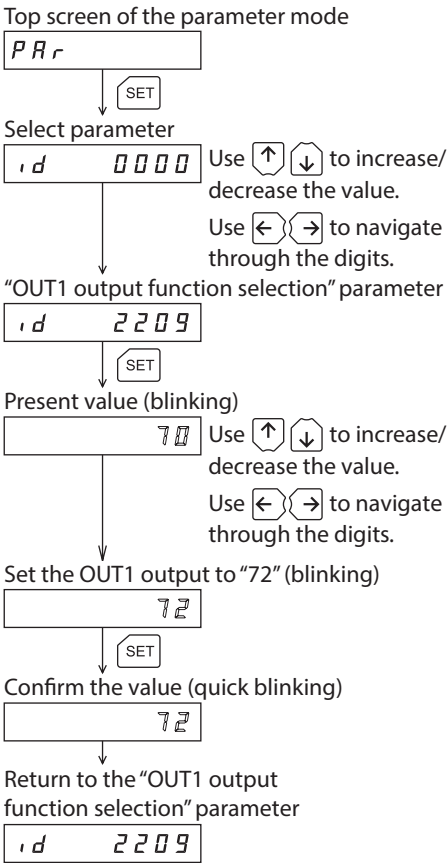 Top screen of the parameter mode
PAr
SET
Select parameter
id 0000
Use ↑ ↓ to increase/
decrease the value.
Use ← → to navigate
through the digits.
“OUT1 output function selection” parameter
id 2209
SET
Present value (blinking)
70
Use ↑ ↓ to increase/
decrease the value.
Use ← → to navigate
through the digits.
Set the OUT1 output to “72” (blinking)
72
SET
Confirm the value (quick blinking)
72
Return to the “OUT1 output
function selection” parameter
id 2209